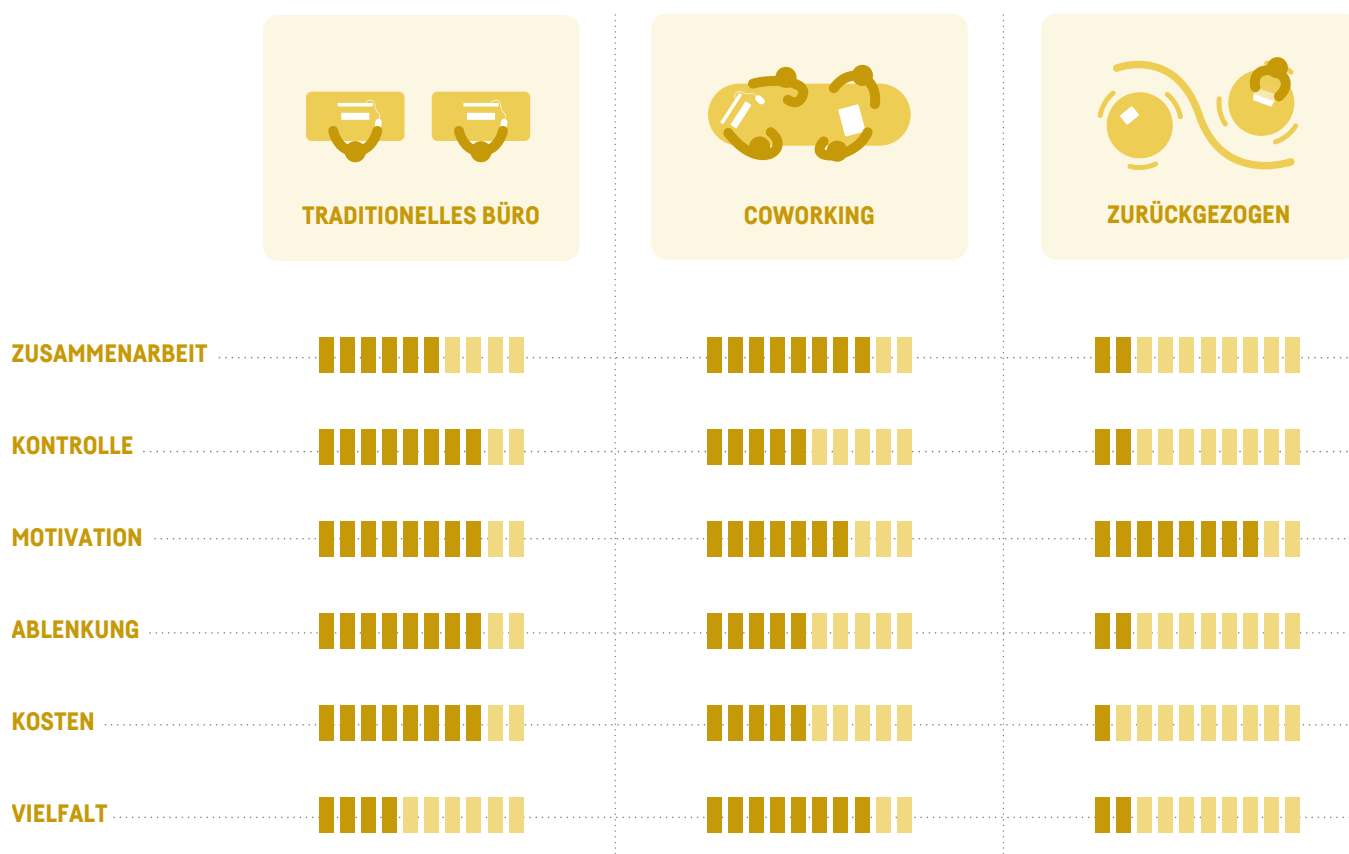 TRADITIONELLES BÜRO
COWORKING
ZURÜCKGEZOGEN
ZUSAMMENARBEIT
KONTROLLE
MOTIVATION
ABLENKUNG
KOSTEN
VIELFALT